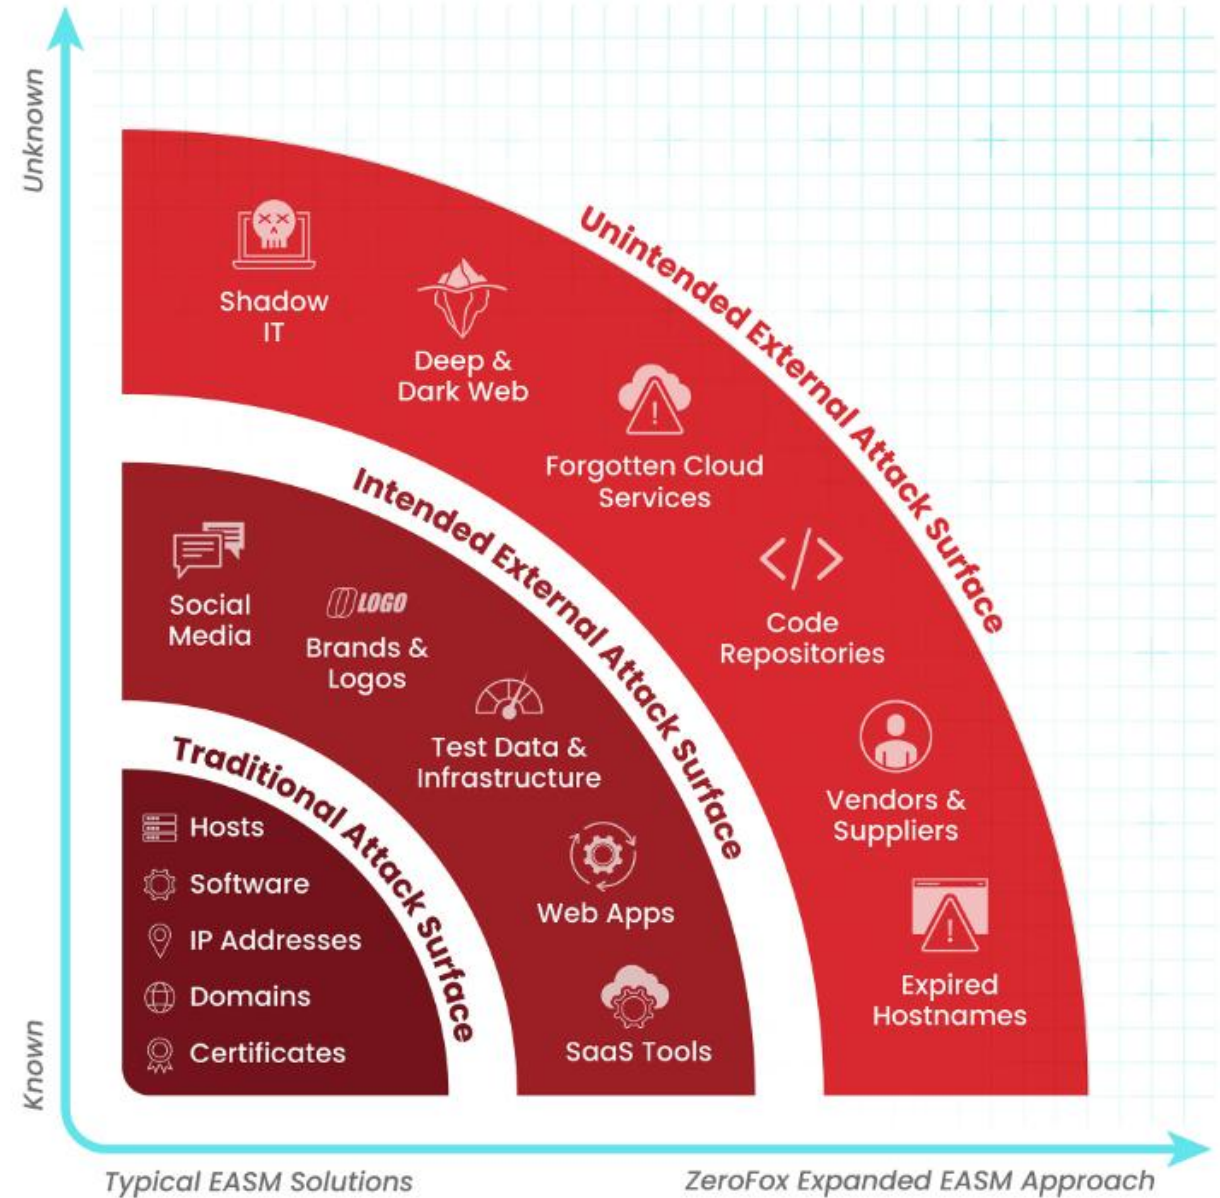 Unknown
Unintended External Attack Surface
Shadow
IT
Deep &
Dark Web
Forgotten Cloud
Services
Code
Repositories
Vendors &
Suppliers
Expired
Hostnames
Intended External Attack Surface
Social
Media
LOGO
Brands &
Logos
Test Data &
Infrastructure
Web Apps
SaaS Tools
Traditional Attack Surface
Hosts
Software
IP Addresses
Domains
Certificates
Known
Typical EASM Solutions
ZeroFox Expanded EASM Approach